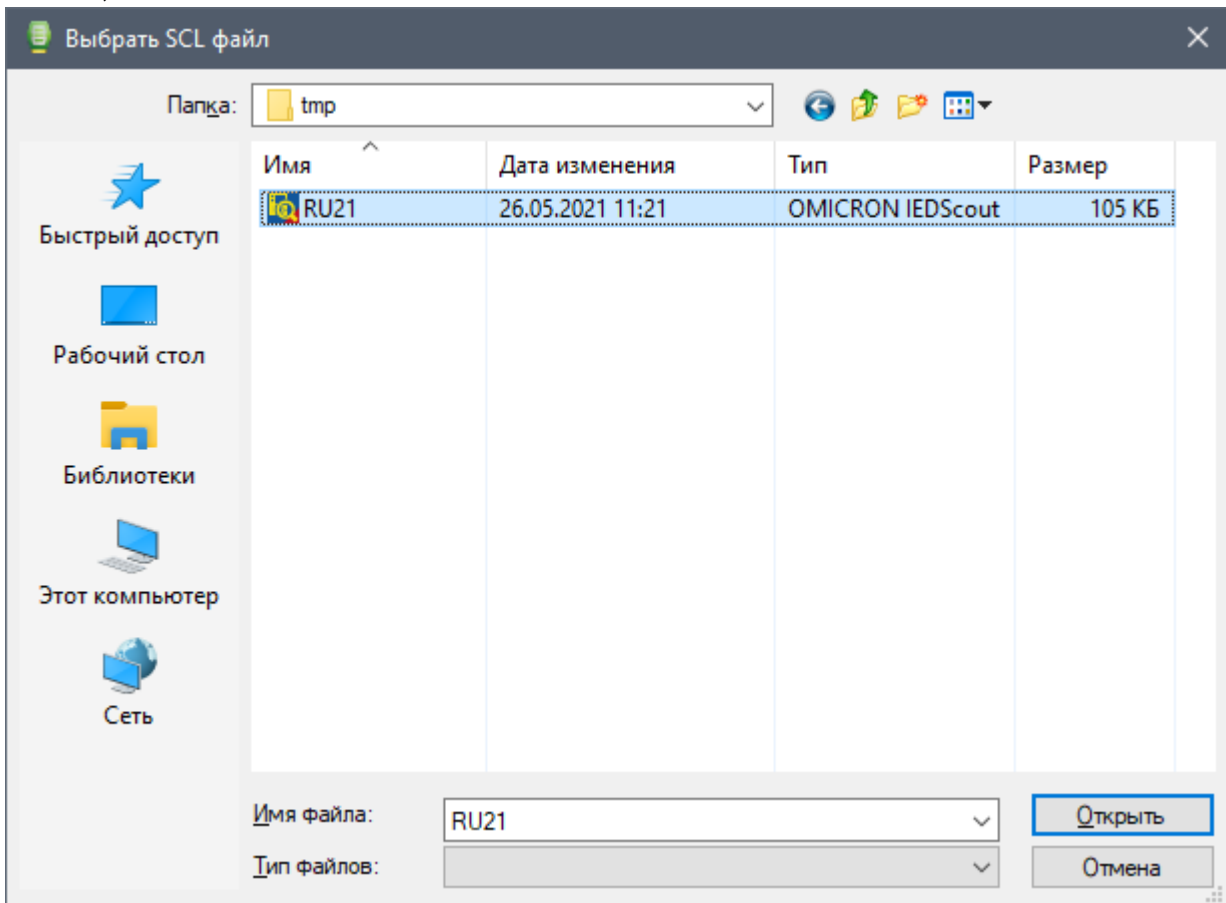 Выбрать SCL файл
Папка: tmp
Имя Дата изменения Тип Размер
RU21 26.05.2021 11:21 OMICRON IEDScout 105 КБ
Быстрый доступ
Рабочий стол
Библиотеки
Этот компьютер
Сеть
Имя файла: RU21 Открыть
Тип файлов: Отмена